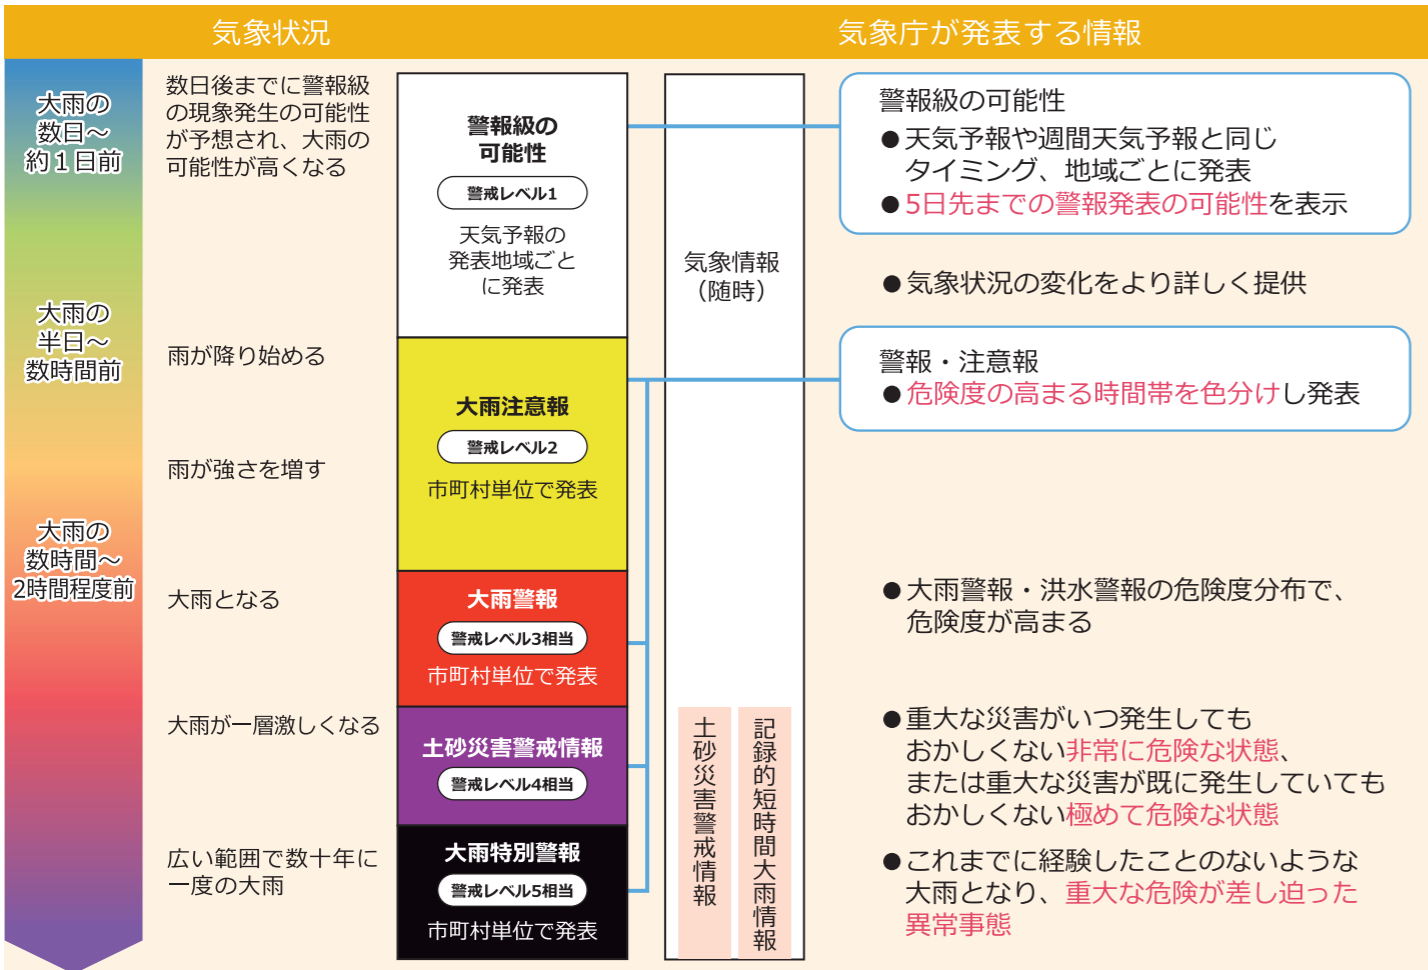 気象状況
気象庁が発表する情報
大雨の
数日～
約１日前
大雨の
半日～
数時間前
大雨の
数時間～
2時間程度前
数日後までに警報級
の現象発生の可能性
が予想され、大雨の
可能性が高くなる
雨が降り始める
雨が強さを増す
大雨となる
大雨が一層激しくなる
広い範囲で数十年に
一度の大雨
警報級の
可能性
警戒レベル1
天気予報の
発表地域ごと
に発表
大雨注意報
警戒レベル2
市町村単位で発表
大雨警報
警戒レベル3相当
市町村単位で発表
土砂災害警戒情報
警戒レベル4相当
大雨特別警報
警戒レベル5相当
市町村単位で発表
気象情報
（随時）
土砂災害警戒情報
記録的短時間大雨情報
警報級の可能性
●天気予報や週間天気予報と同じ
タイミング、地域ごとに発表
●5日先までの警報発表の可能性を表示
●気象状況の変化をより詳しく提供
警報・注意報
●危険度の高まる時間帯を色分けし発表
●大雨警報・洪水警報の危険度分布で、
危険度が高まる
●重大な災害がいつ発生しても
おかしくない非常に危険な状態、
または重大な災害が既に発生していても
おかしくない極めて危険な状態
●これまでに経験したことのないような
大雨となり、重大な危険が差し迫った
異常事態